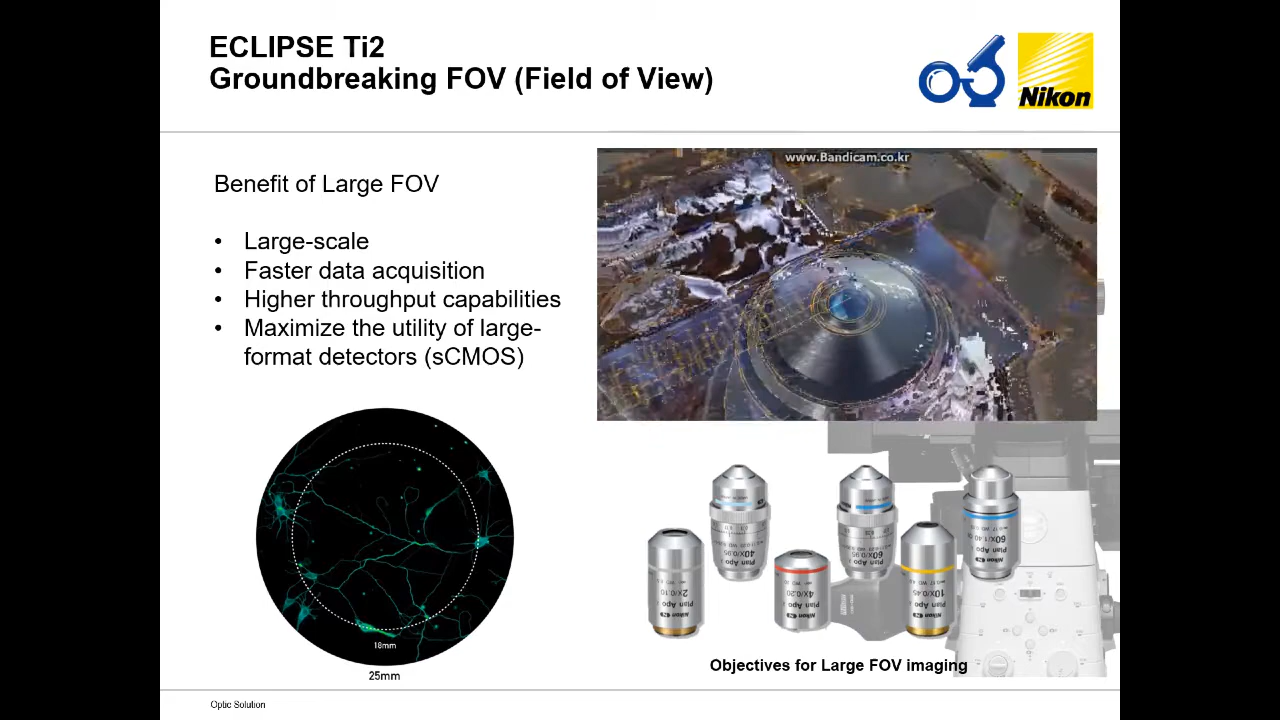 ECLIPSE Ti2
Groundbreaking FOV (Field of View)
Nikon
Benefit of Large FOV
• Large-scale
• Faster data acquisition
• Higher throughput capabilities
• Maximize the utility of large-
format detectors (sCMOS)
www.Bandicam.co.kr
18mm
25mm
2X/0.10
Plan Apo
Nikon
40X/0.95
Plan Apo
4X/0.20
Plan Apo
Nikon
60X/0.95
Plan Apo
10X/0.45
Plan Apo
Nikon
60X/1.40
Plan Apo
Objectives for Large FOV imaging
Optic Solution